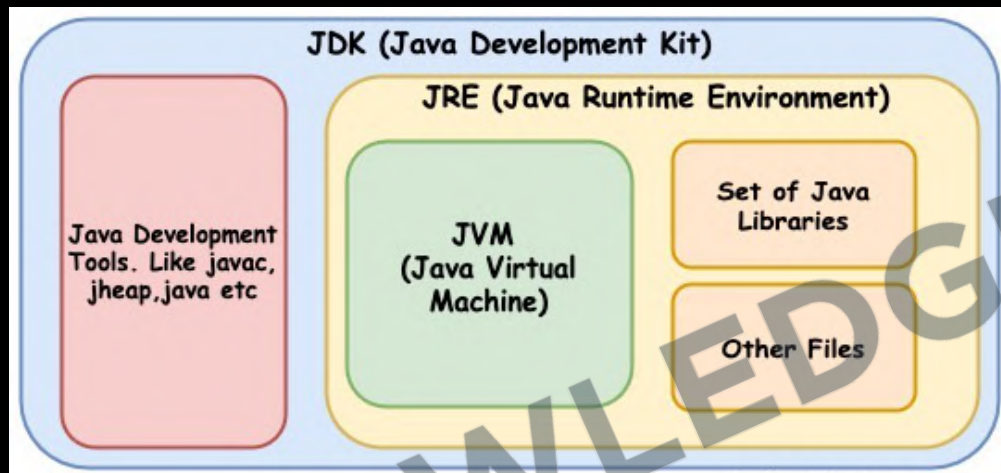 JDK (Java Development Kit)
JRE (Java Runtime Environment)
Java Development
Tools. Like javac,
jheap,java etc
JVM
(Java Virtual
Machine)
Set of Java
Libraries
Other Files